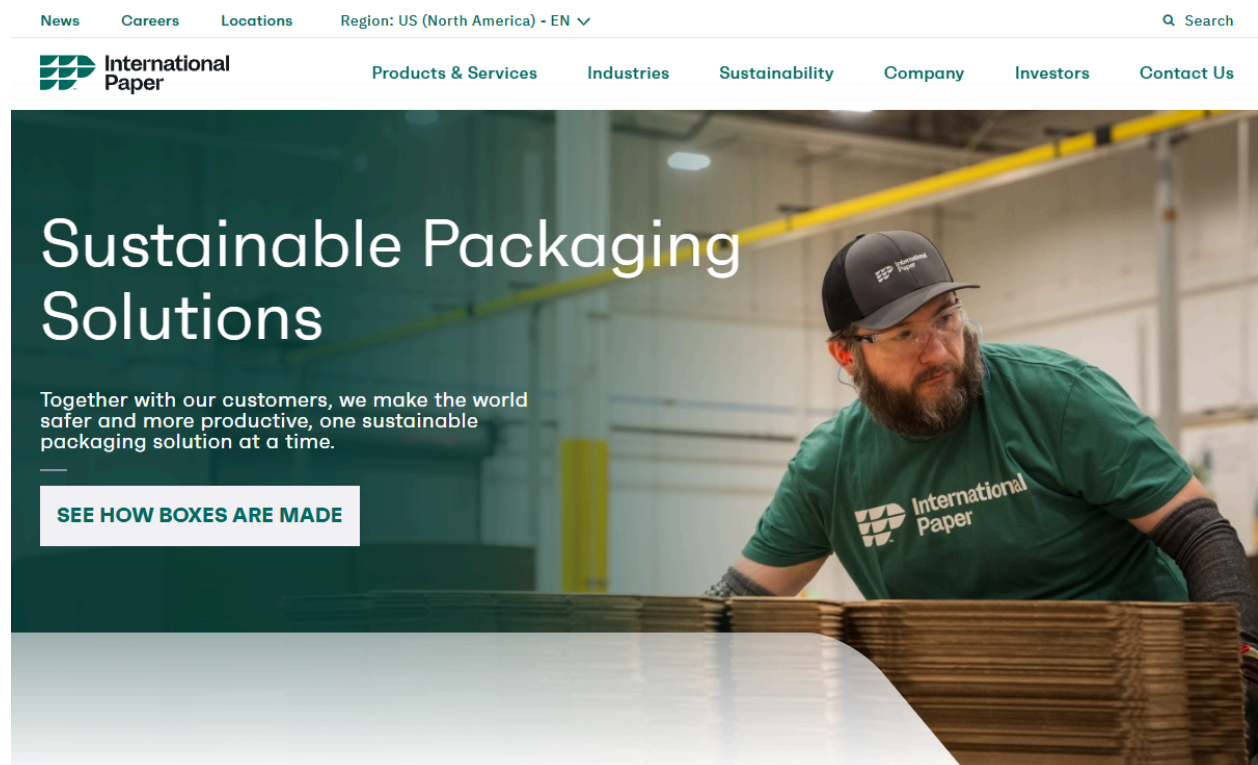 News Careers Locations Region: US (North America) - EN Search
International
Paper
Products & Services Industries Sustainability Company Investors Contact Us
Sustainable Packaging
Solutions
International
Paper
Together with our customers, we make the world
safer and more productive, one sustainable
packaging solution at a time.
SEE HOW BOXES ARE MADE
International
Paper